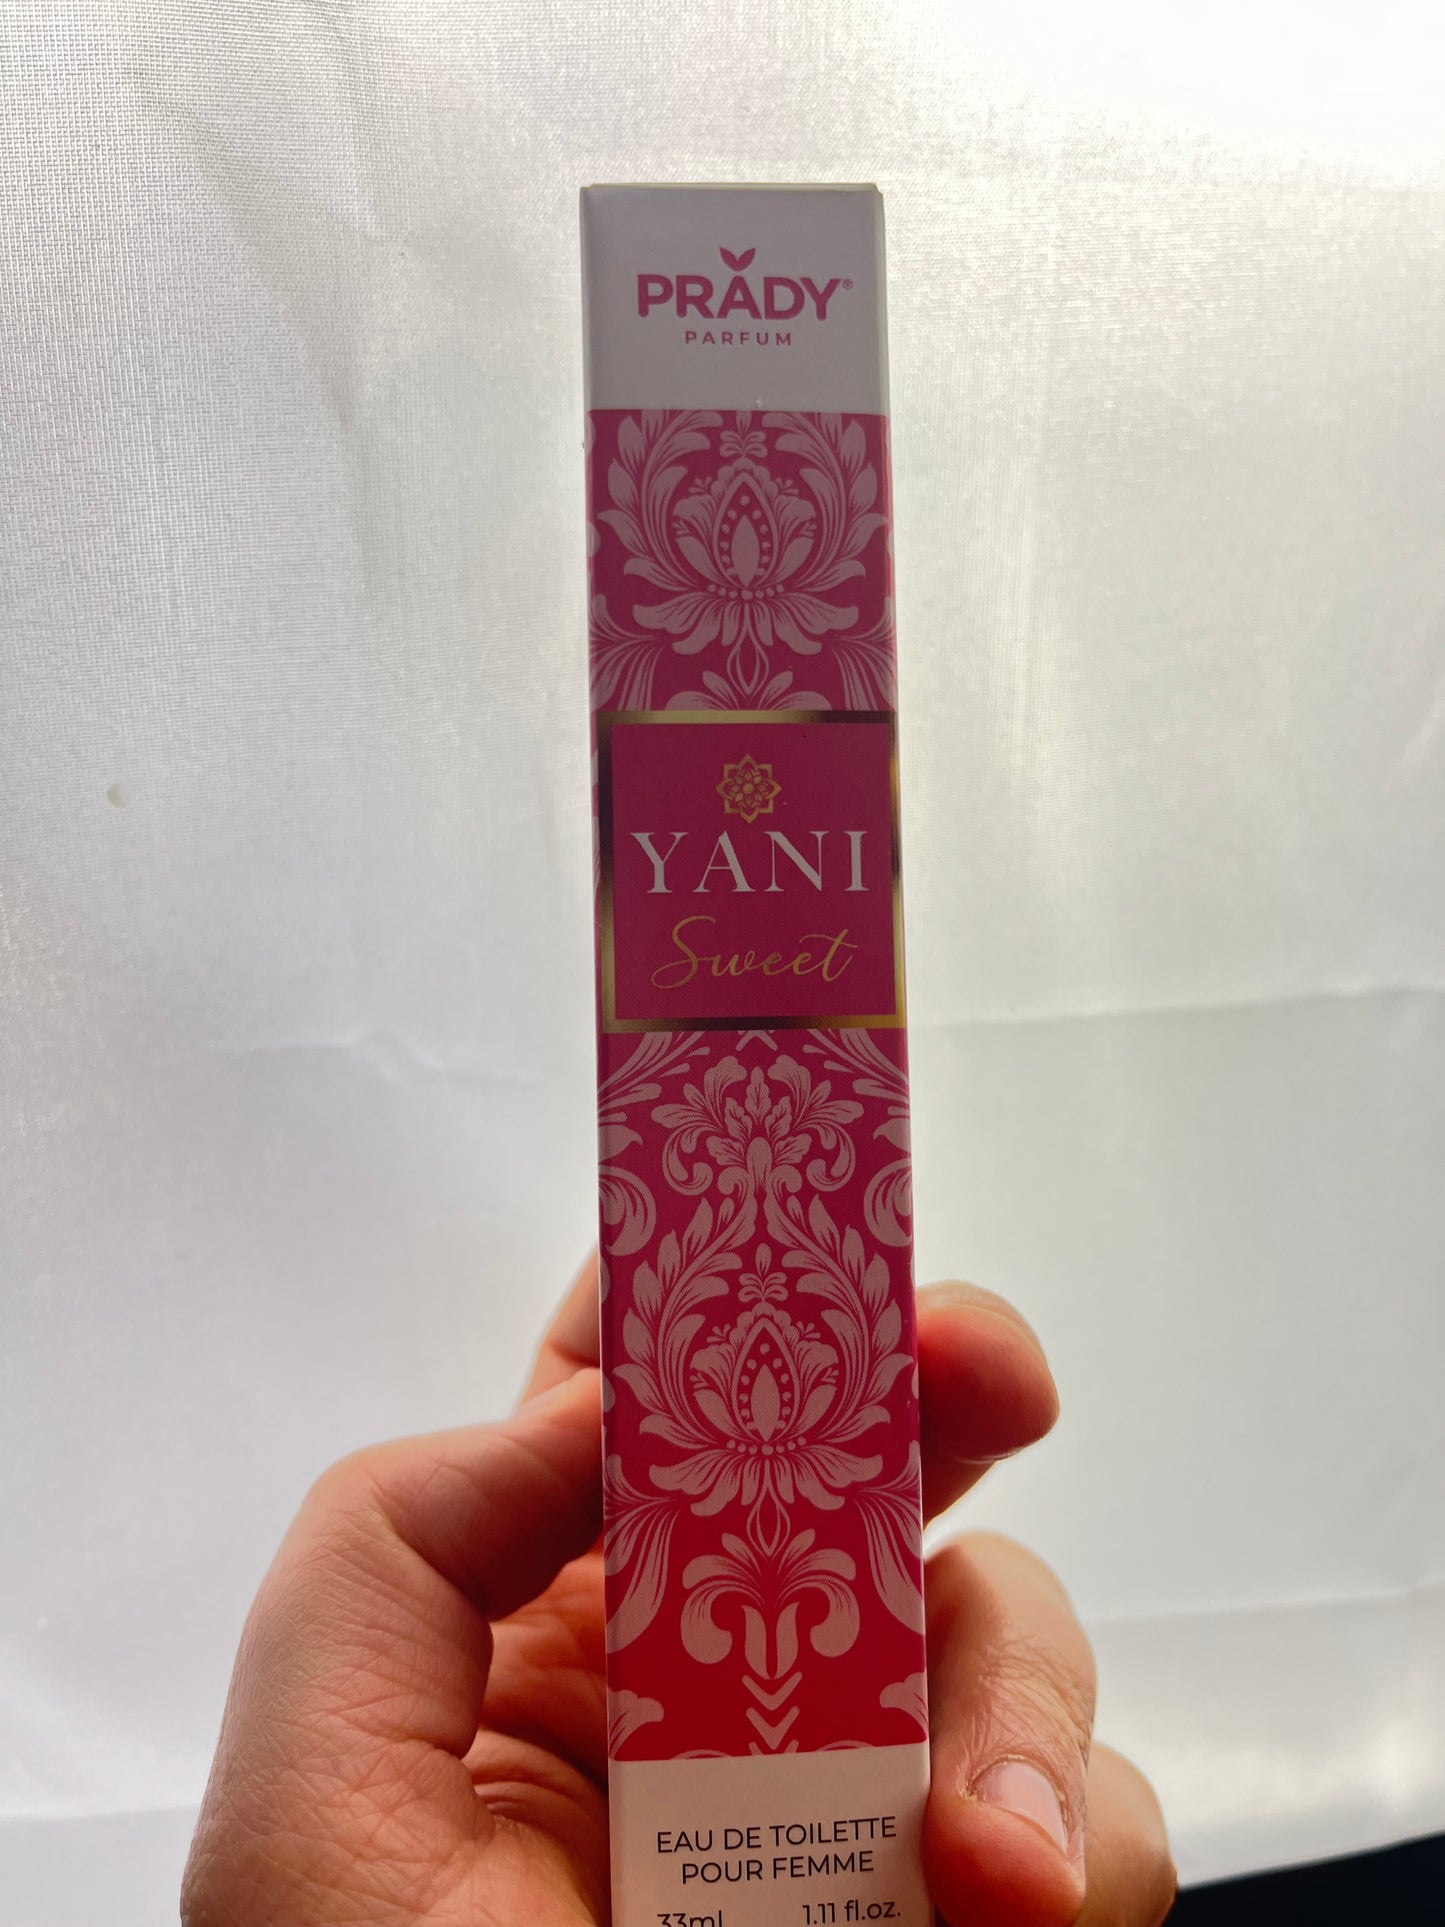 PRADY®
PARFUM
YANI
Sweet
EAU DE TOILETTE
POUR FEMME
33ml 1.11 fl.oz.